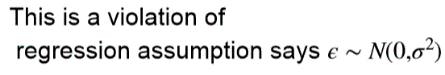 This is a violation of
regression assumption says ϵ ~ N(0,σ²)